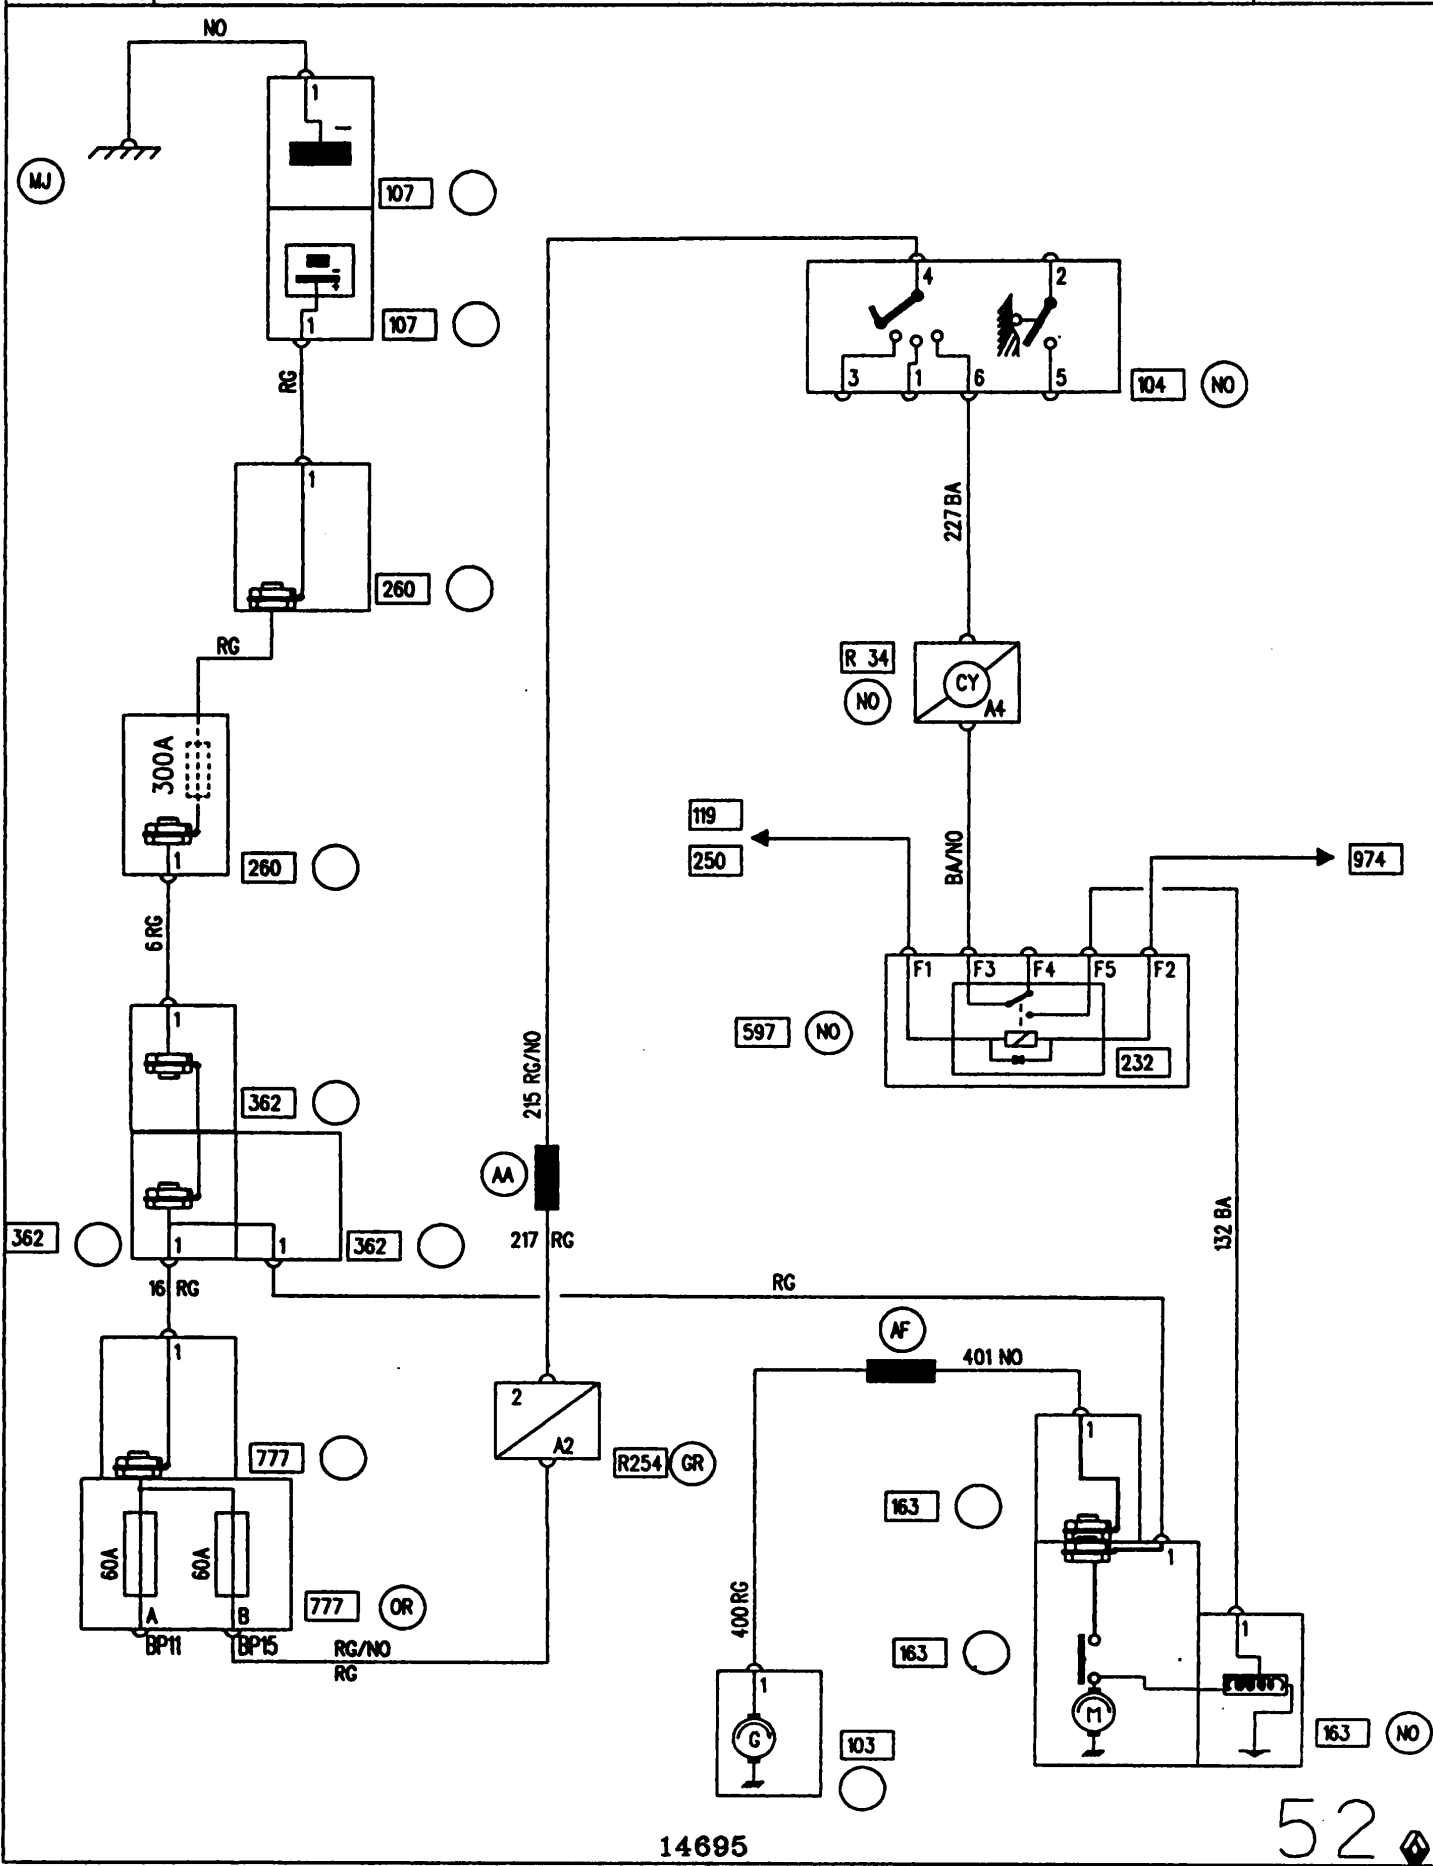 NO
1
−
MJ
107
−
+
1
107
RG
4
2
3
1
6
5
104
NO
1
260
RG
227 BA
R 34
NO
CY
A4
300A
1
260
119
250
BA/NO
974
6 RG
F1
F3
F4
F5
F2
597
NO
232
1
362
215 RG/NO
AA
217 RG
132 BA
362
1
1
362
16 RG
RG
AF
401 NO
1
2
A2
R254
GR
777
1
163
1
60A
60A
A
B
BP11
BP15
777
OR
RG/NO
RG
400 RG
163
1
1
G
M
103
163
NO
14695
52